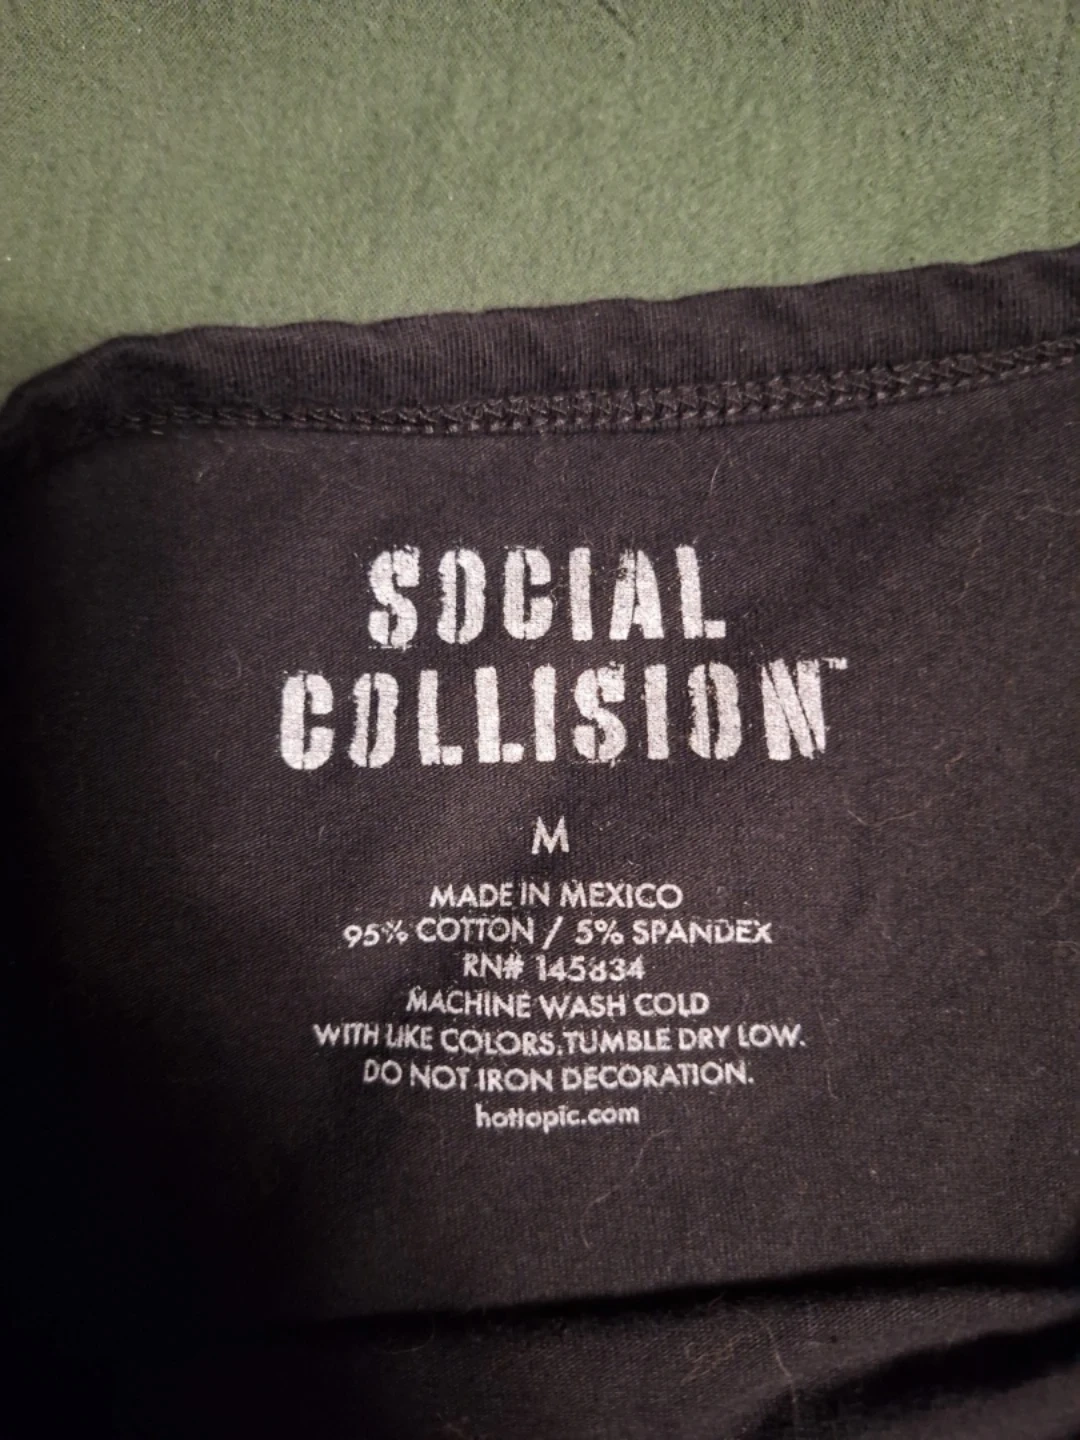 SOCIAL
COLLISION™
M
MADE IN MEXICO
95% COTTON / 5% SPANDEX
RN# 145834
MACHINE WASH COLD
WITH LIKE COLORS.TUMBLE DRY LOW.
DO NOT IRON DECORATION.
hottopic.com